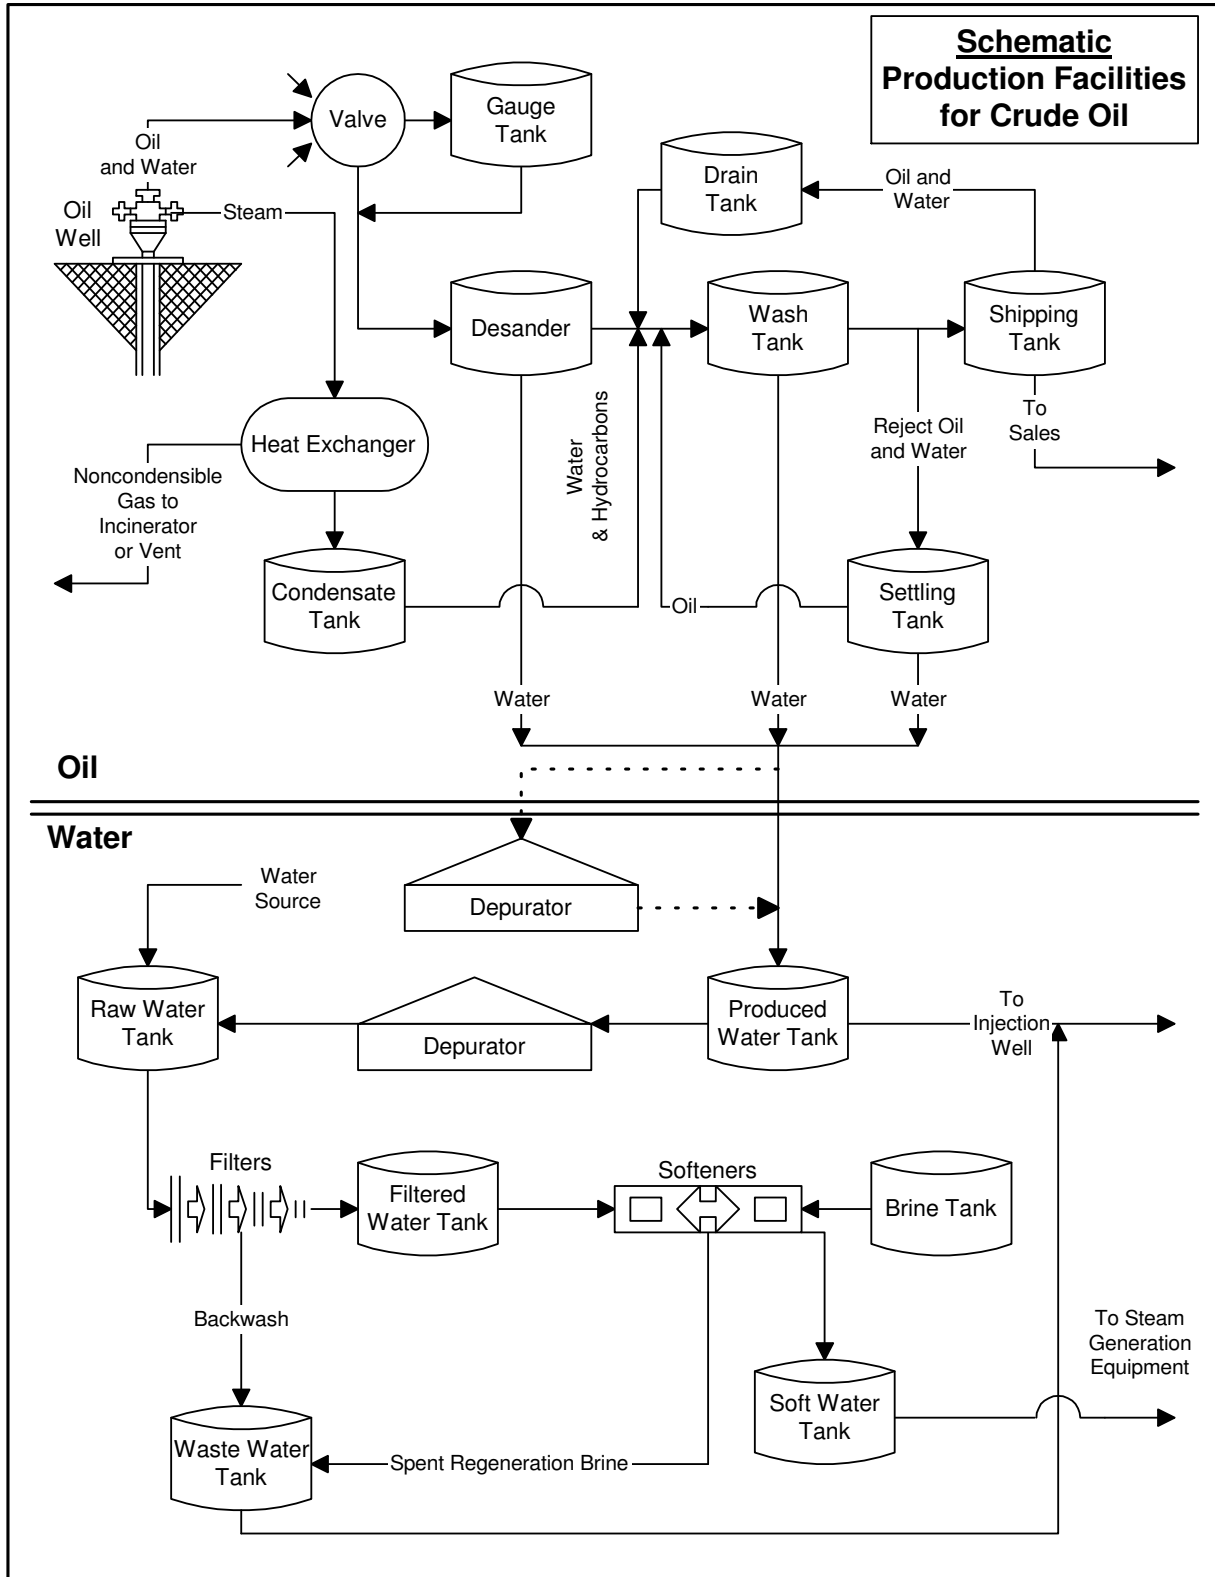 Schematic
Production Facilities
for Crude Oil
Valve
Gauge
Tank
Oil
and Water
Oil
Well
Steam
Drain
Tank
Oil and
Water
Desander
Wash
Tank
Shipping
Tank
Heat Exchanger
Water
& Hydrocarbons
Reject Oil
and Water
To
Sales
Noncondensible
Gas to
Incinerator
or Vent
Condensate
Tank
Oil
Settling
Tank
Water
Water
Water
Oil
Water
Water
Source
Depurator
Raw Water
Tank
Depurator
Produced
Water Tank
To
Injection
Well
Filters
Filtered
Water Tank
Softeners
Brine Tank
Backwash
To Steam
Generation
Equipment
Soft Water
Tank
Waste Water
Tank
Spent Regeneration Brine